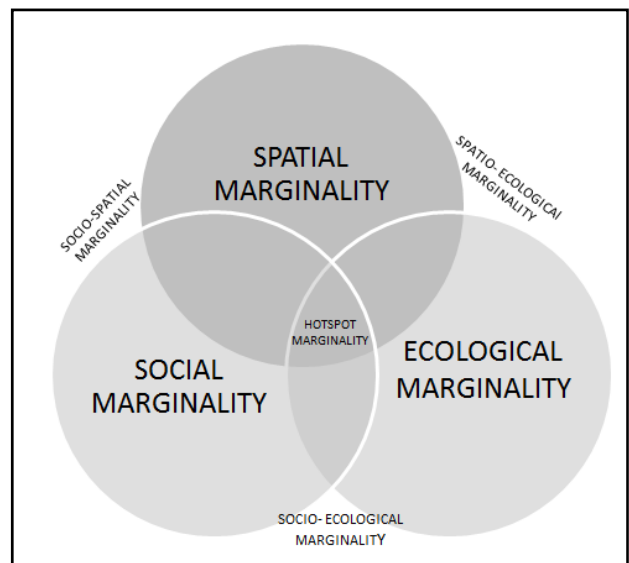 SPATIAL
MARGINALITY
SOCIO-SPATIAL
MARGINALITY
SPATIO- ECOLOGICAL
MARGINALITY
HOTSPOT
MARGINALITY
SOCIAL
MARGINALITY
ECOLOGICAL
MARGINALITY
SOCIO- ECOLOGICAL
MARGINALITY